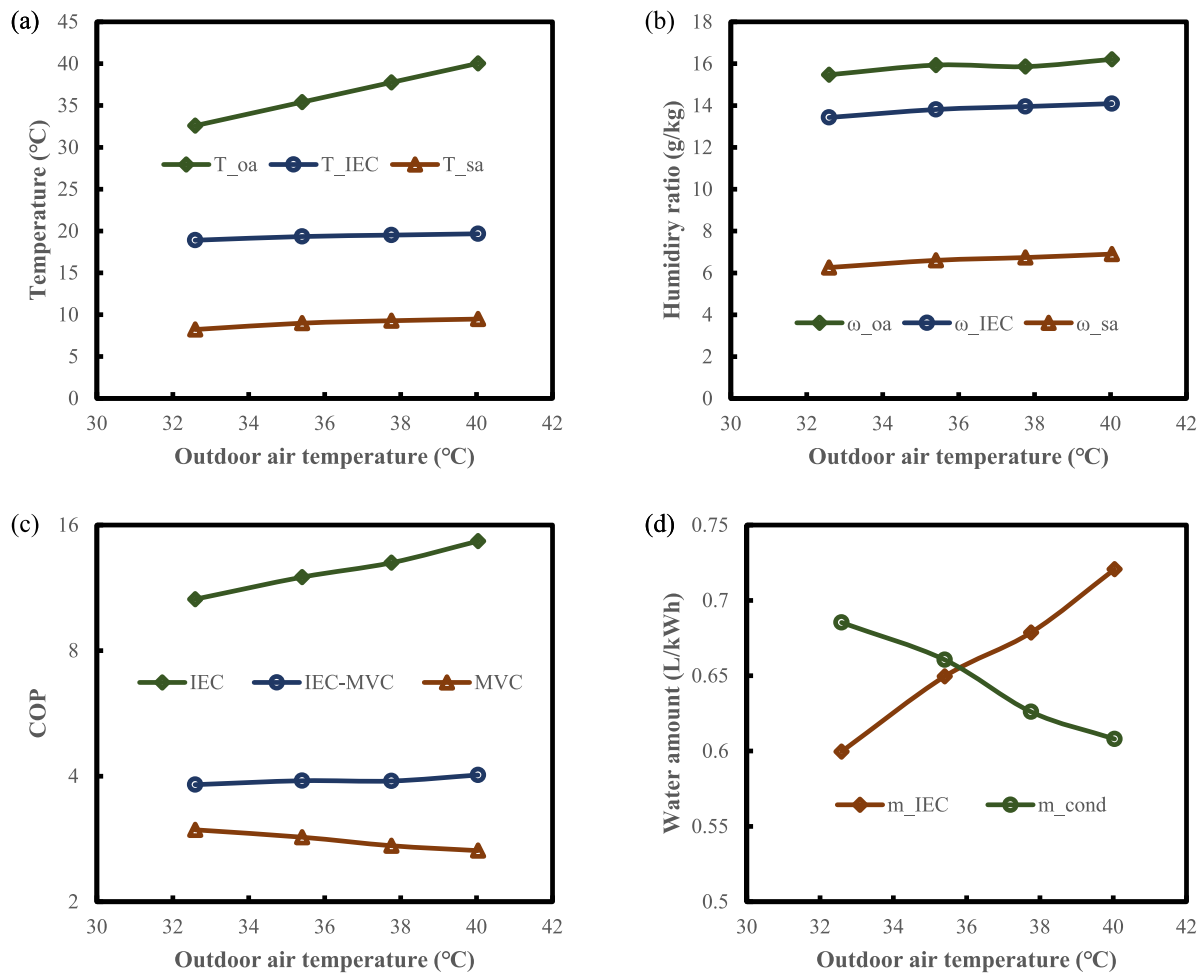 (a)
45
40
35
30
25
20
15
10
5
0
Temperature (℃)
T_oa T_IEC T_sa
30 32 34 36 38 40 42
Outdoor air temperature (℃)
(b)
18
16
14
12
10
8
6
4
2
0
Humidiry ratio (g/kg)
ω_oa ω_IEC ω_sa
30 32 34 36 38 40 42
Outdoor air temperature (℃)
(c)
16
8
4
2
COP
IEC IEC-MVC MVC
30 32 34 36 38 40 42
Outdoor air temperature (℃)
(d)
0.75
0.7
0.65
0.6
0.55
0.5
Water amount (L/kWh)
m_IEC m_cond
30 32 34 36 38 40 42
Outdoor air temperature (℃)